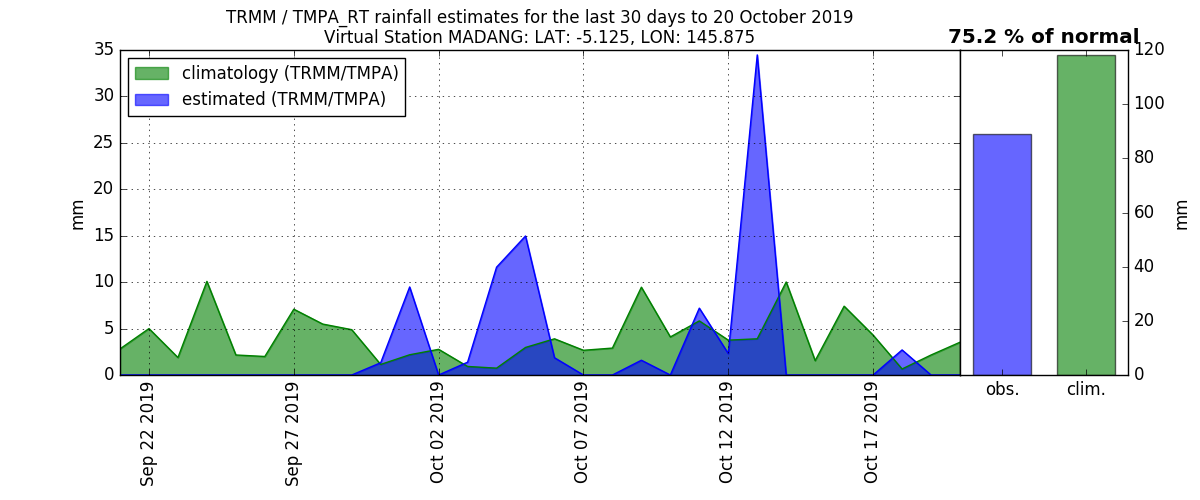 TRMM / TMPA_RT rainfall estimates for the last 30 days to 20 October 2019
Virtual Station MADANG: LAT: -5.125, LON: 145.875
75.2 % of normal
climatology (TRMM/TMPA)
estimated (TRMM/TMPA)
mm
35
30
25
20
15
10
5
0
Sep 22 2019
Sep 27 2019
Oct 02 2019
Oct 07 2019
Oct 12 2019
Oct 17 2019
obs.
clim.
120
100
80
60
40
20
0
mm